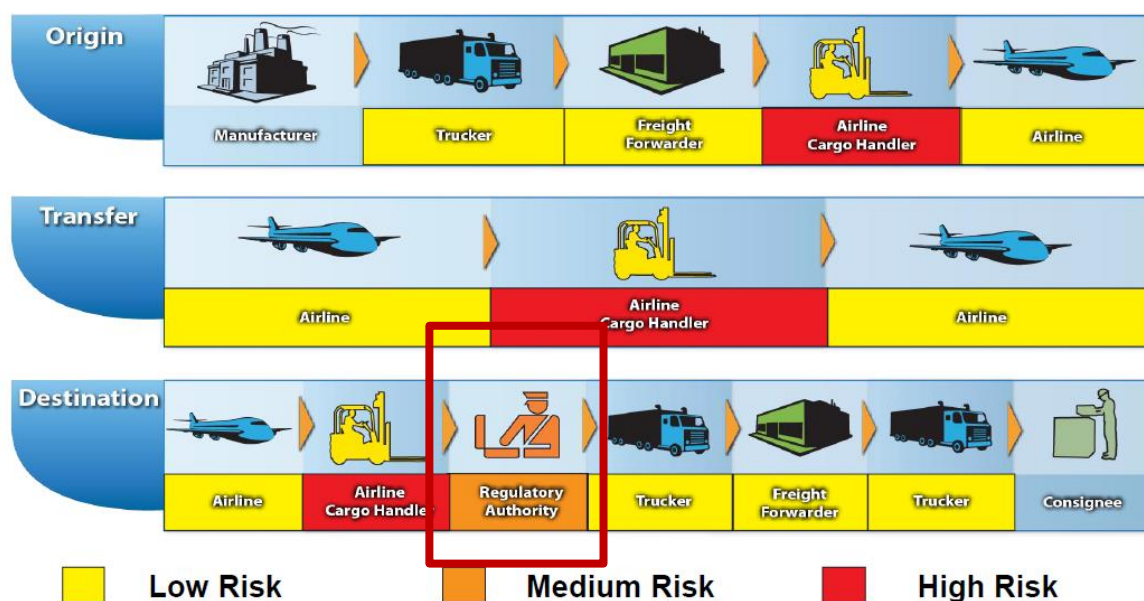 Origin
Manufacturer
Trucker
Freight
Forwarder
Airline
Cargo Handler
Airline
Transfer
Airline
Airline
Cargo Handler
Airline
Destination
Airline
Airline
Cargo Handler
Regulatory
Authority
Trucker
Freight
Forwarder
Trucker
Consignee
Low Risk
Medium Risk
High Risk